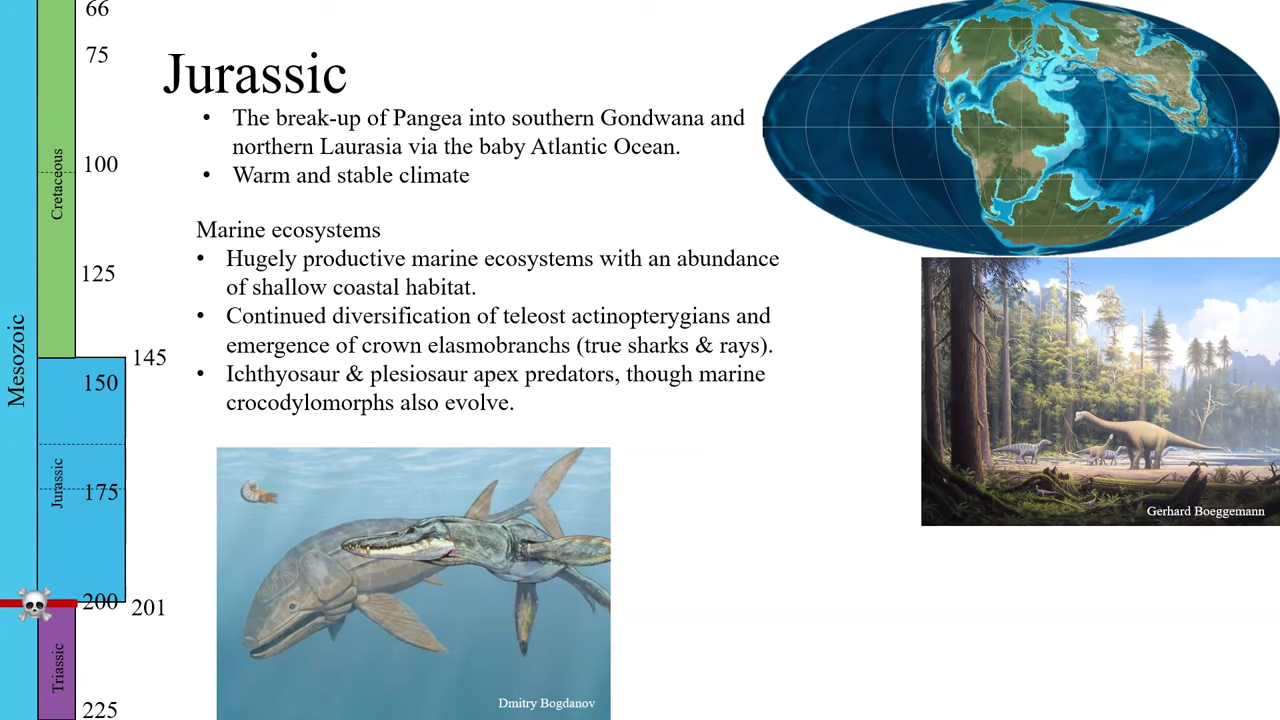 66
75
100
125
145
150
175
200
201
225
Mesozoic
Cretaceous
Jurassic
Triassic
Jurassic
• The break-up of Pangea into southern Gondwana and
northern Laurasia via the baby Atlantic Ocean.
• Warm and stable climate
Marine ecosystems
• Hugely productive marine ecosystems with an abundance
of shallow coastal habitat.
• Continued diversification of teleost actinopterygians and
emergence of crown elasmobranchs (true sharks & rays).
• Ichthyosaur & plesiosaur apex predators, though marine
crocodylomorphs also evolve.
Gerhard Boeggemann
Dmitry Bogdanov